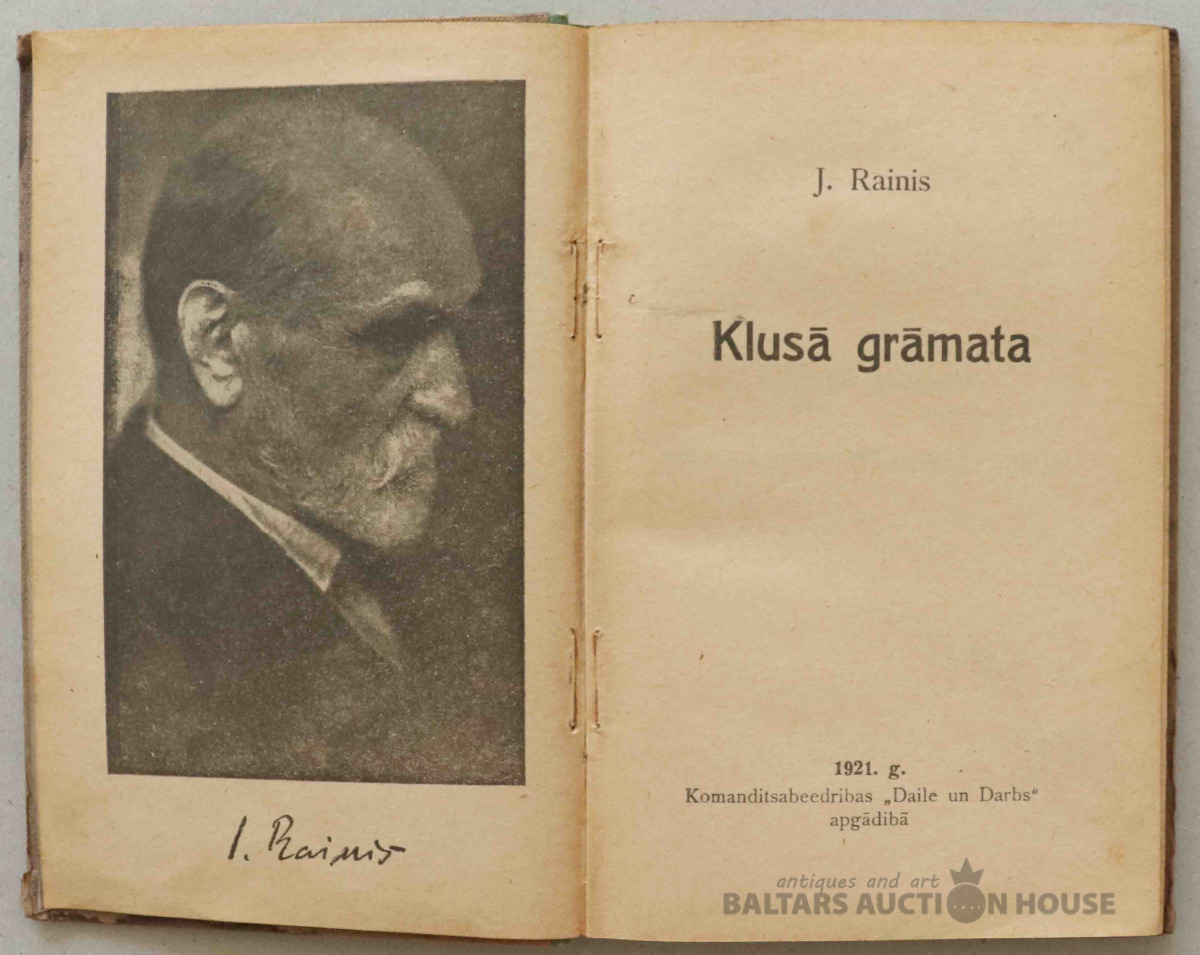 J. Rainis
J. Rainis
Klusā grāmata
1921. g.
Komanditsabeedribas „Daile un Darbs“
apgādibā
antiques and art
BALTARS AUCTION HOUSE